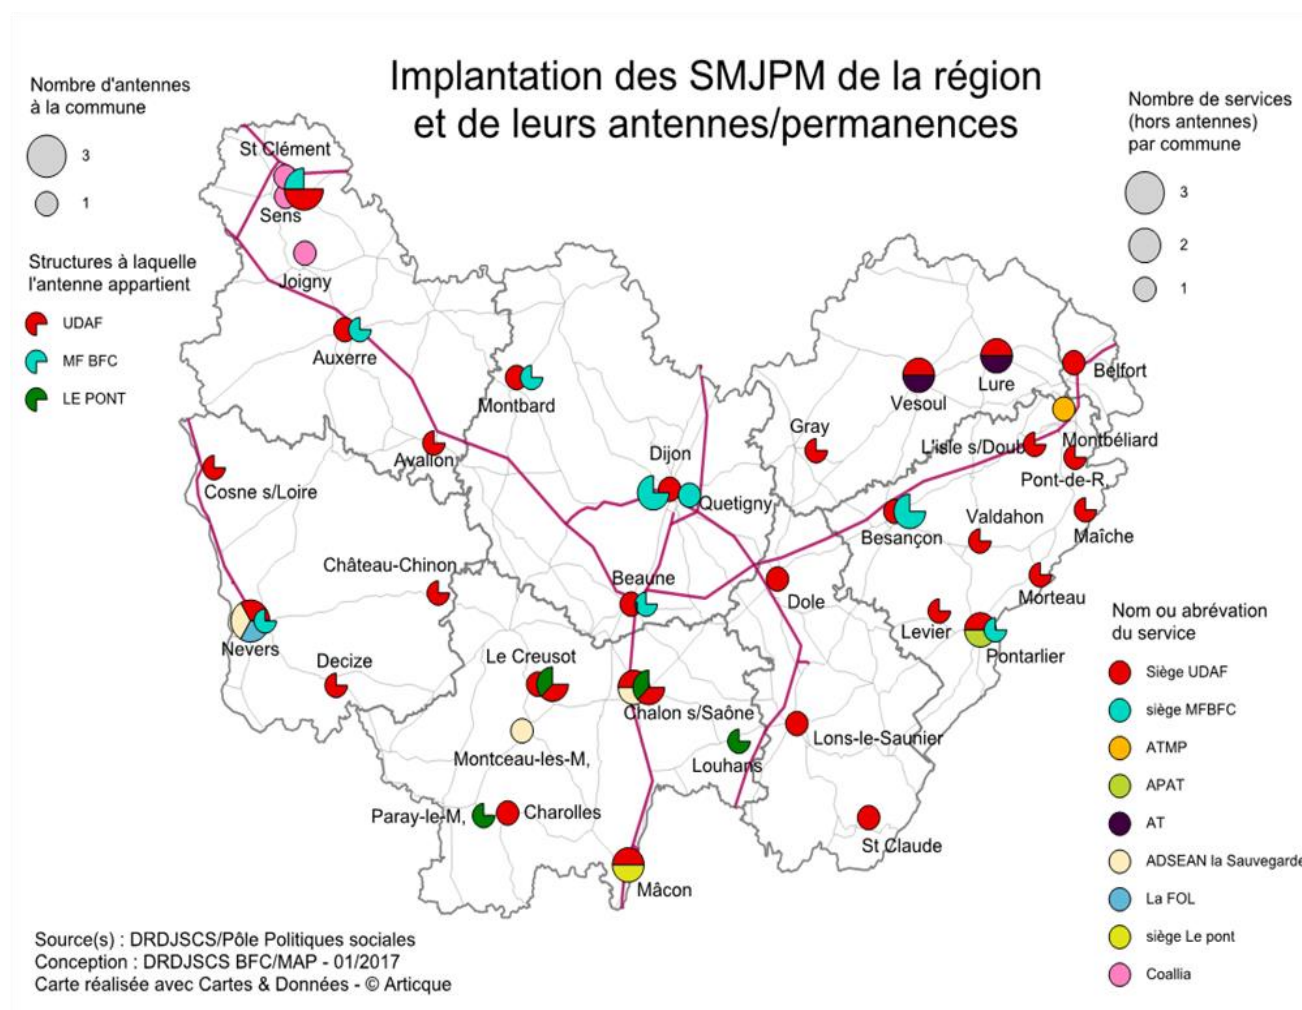 Implantation des SMJPM de la région
et de leurs antennes/permanences
Nombre d'antennes
à la commune
3
1
Structures à laquelle
l'antenne appartient
UDAF
MF BFC
LE PONT
Nombre de services
(hors antennes)
par commune
3
2
1
St Clément
Sens
Joigny
Auxerre
Montbard
Avallon
Cosne s/Loire
Château-Chinon
Nevers
Decize
Dijon
Quetigny
Beaune
Le Creusot
Chalon s/Saône
Montceau-les-M,
Louhans
Paray-le-M,
Charolles
Mâcon
Vesoul
Lure
Belfort
Gray
L'isle s/Doub
Montbéliard
Pont-de-R
Besançon
Valdahon
Maîche
Morteau
Dole
Levier
Pontarlier
Lons-le-Saunier
St Claude
Nom ou abrévation
du service
Siège UDAF
siège MFBFC
ATMP
APAT
AT
ADSEAN la Sauvegarde
La FOL
siège Le pont
Coallia
Source(s) : DRDJSCS/Pôle Politiques sociales
Conception : DRDJSCS BFC/MAP - 01/2017
Carte réalisée avec Cartes & Données - © Articque